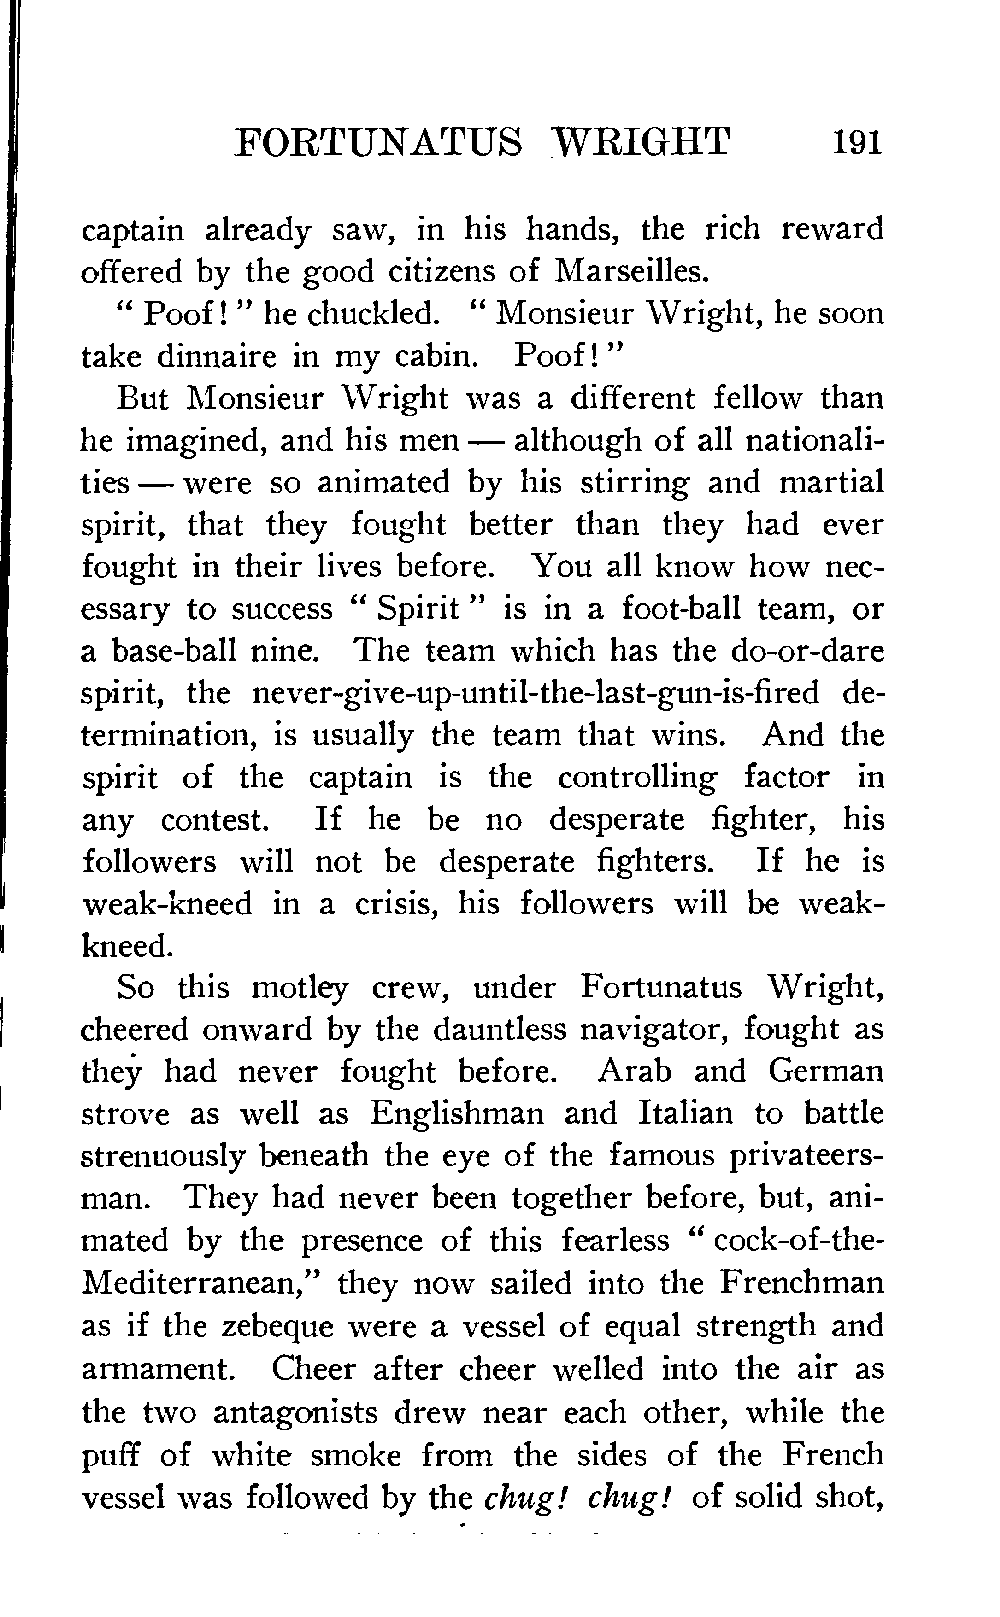 FORTUNATUS WRIGHT 191
captain already saw, in his hands, the rich reward
offered by the good citizens of Marseilles.
" Poof! " he chuckled. " Monsieur Wright, he soon
take dinnaire in my cabin. Poof! "
But Monsieur Wright was a different fellow than
he imagined, and his men — although of all nationali-
ties — were so animated by his stirring and martial
spirit, that they fought better than they had ever
fought in their lives before. You all know how nec-
essary to success " Spirit " is in a foot-ball team, or
a base-ball nine. The team which has the do-or-dare
spirit, the never-give-up-until-the-last-gun-is-fired de-
termination, is usually the team that wins. And the
spirit of the captain is the controlling factor in
any contest. If he be no desperate fighter, his
followers will not be desperate fighters. If he is
weak-kneed in a crisis, his followers will be weak-
kneed.
So this motley crew, under Fortunatus Wright,
cheered onward by the dauntless navigator, fought as
they had never fought before. Arab and German
strove as well as Englishman and Italian to battle
strenuously beneath the eye of the famous privateers-
man. They had never been together before, but, ani-
mated by the presence of this fearless " cock-of-the-
Mediterranean," they now sailed into the Frenchman
as if the zebeque were a vessel of equal strength and
armament. Cheer after cheer welled into the air as
the two antagonists drew near each other, while the
puff of white smoke from the sides of the French
vessel was followed by the chug! chug! of solid shot,